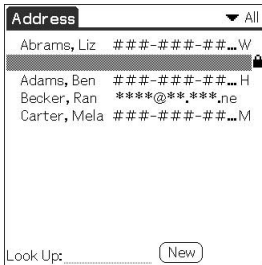 Address All
Abrams, Liz ###-###-##...W
Adams, Ben ###-###-##...H
Becker, Ran ****@**.***.ne
Carter, Mela ###-###-##...M
Look Up: New